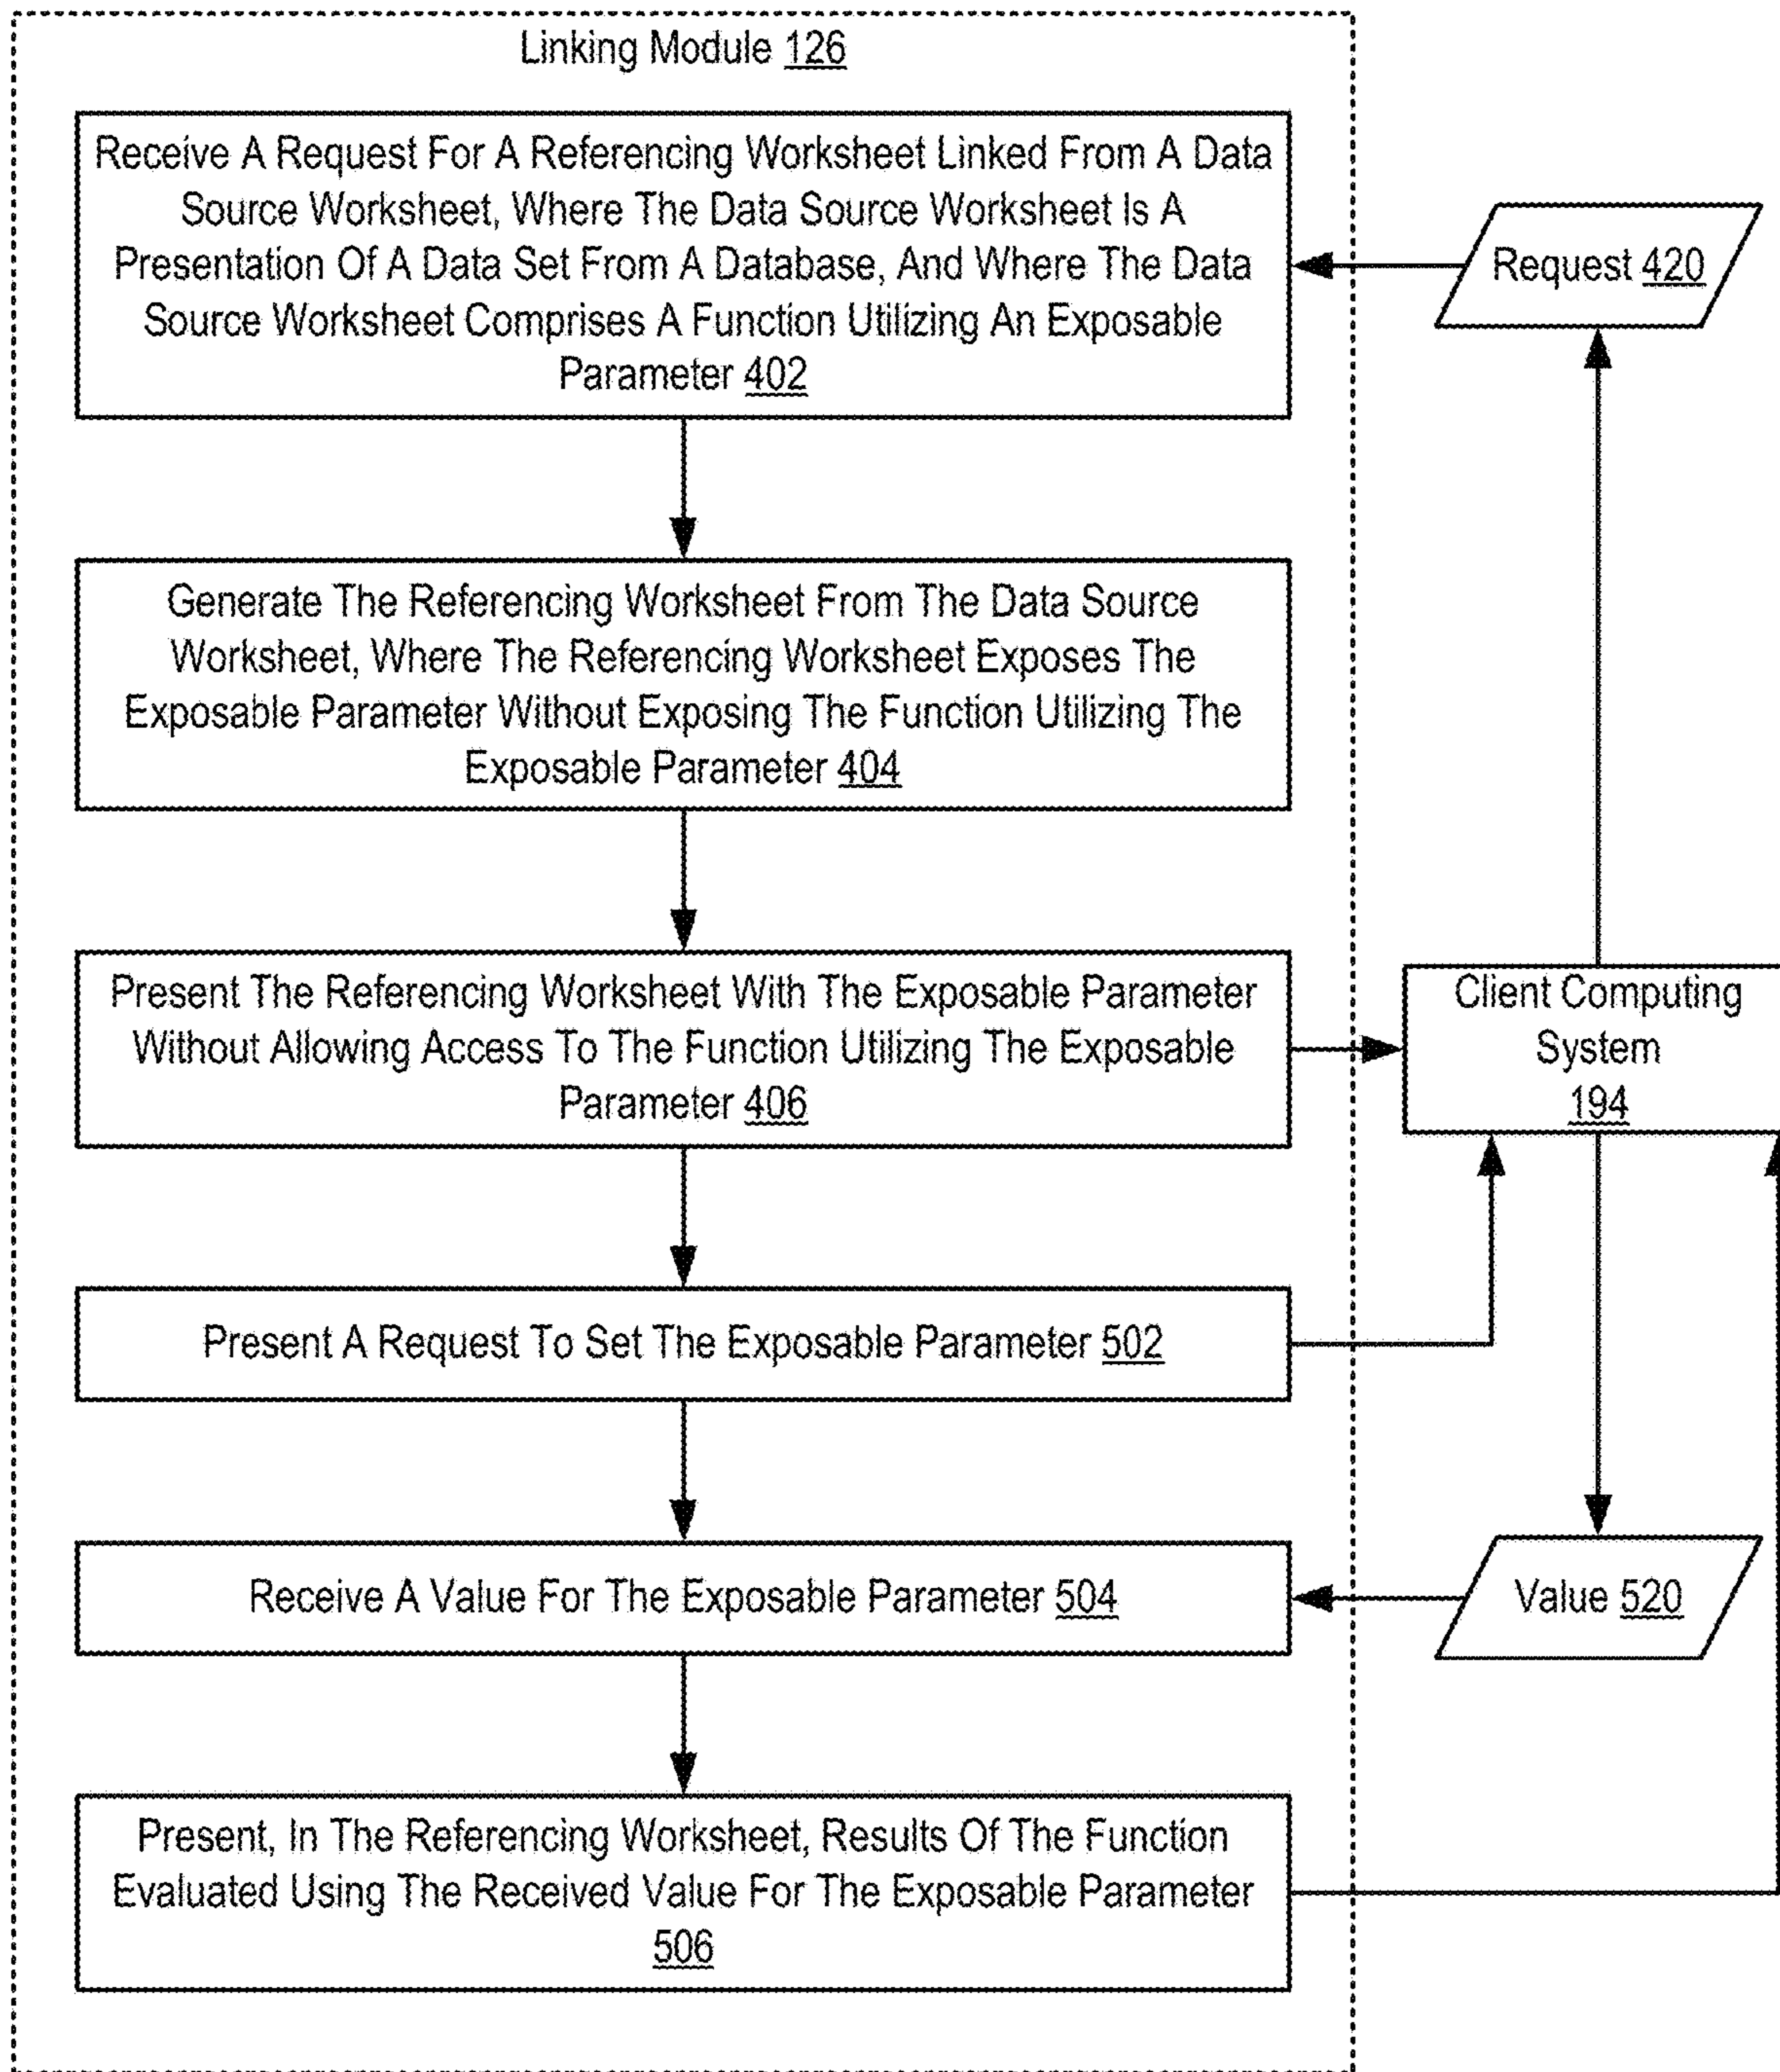 Linking Module 126
Receive A Request For A Referencing Worksheet Linked From A Data
Source Worksheet, Where The Data Source Worksheet Is A
Presentation Of A Data Set From A Database, And Where The Data
Source Worksheet Comprises A Function Utilizing An Exposable
Parameter 402
Request 420
Generate The Referencing Worksheet From The Data Source
Worksheet, Where The Referencing Worksheet Exposes The
Exposable Parameter Without Exposing The Function Utilizing The
Exposable Parameter 404
Present The Referencing Worksheet With The Exposable Parameter
Without Allowing Access To The Function Utilizing The Exposable
Parameter 406
Client Computing
System
194
Present A Request To Set The Exposable Parameter 502
Receive A Value For The Exposable Parameter 504
Value 520
Present, In The Referencing Worksheet, Results Of The Function
Evaluated Using The Received Value For The Exposable Parameter
506